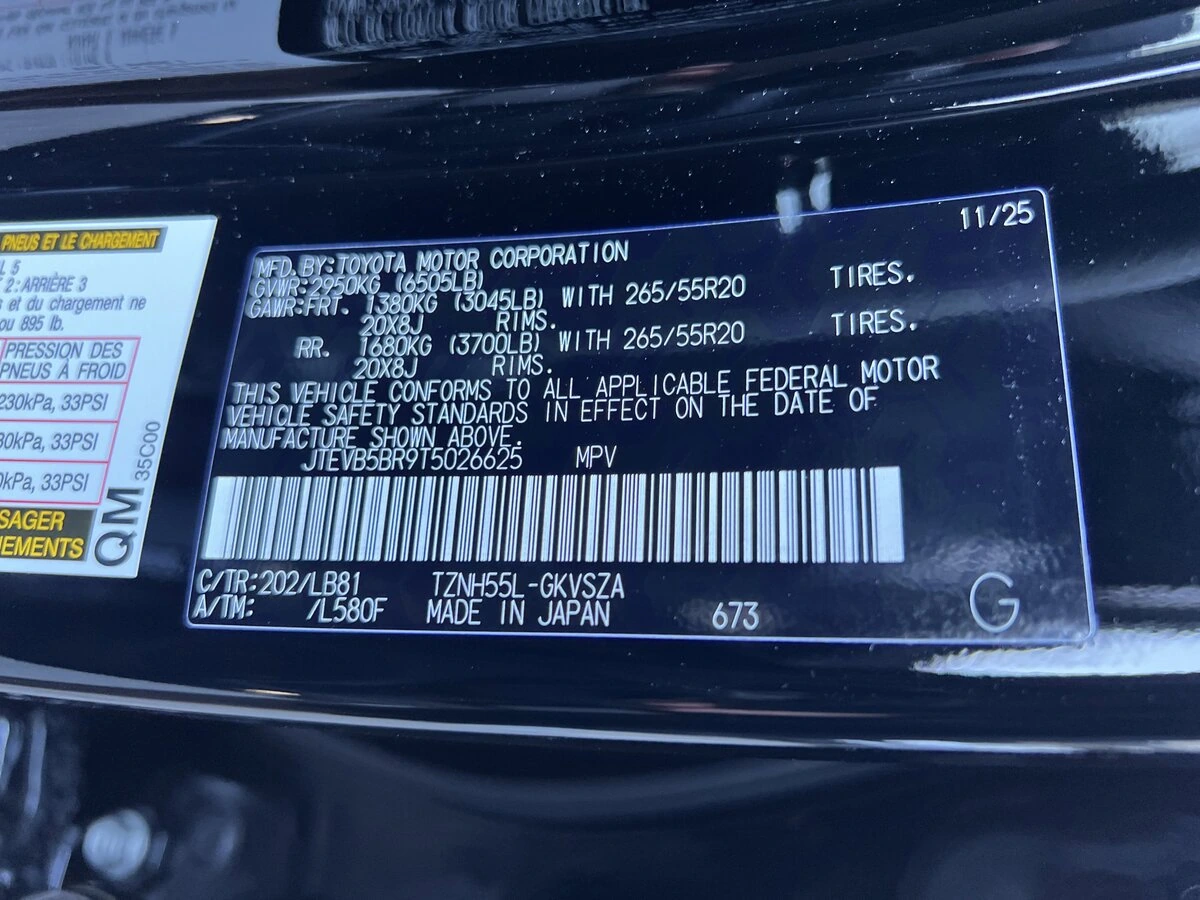 PNEUS ET LE CHARGEMENT
L 5
2 : ARRIÈRE 3
s et du chargement ne
ou 895 lb.
PRESSION DES
PNEUS À FROID
230kPa, 33PSI
30kPa, 33PSI
0kPa, 33PSI
SAGER
NEMENTS
QM
35C00
11/25
MFD. BY:TOYOTA MOTOR CORPORATION
GVWR:2950KG (6505LB)
GAWR:FRT. 1380KG (3045LB) WITH 265/55R20 TIRES.
20X8J RIMS.
RR. 1680KG (3700LB) WITH 265/55R20 TIRES.
20X8J RIMS.
THIS VEHICLE CONFORMS TO ALL APPLICABLE FEDERAL MOTOR
VEHICLE SAFETY STANDARDS IN EFFECT ON THE DATE OF
MANUFACTURE SHOWN ABOVE.
JTEVB5BR9T5026625 MPV
C/TR:202/LB81 TZNH55L-GKVSZA
A/TM: /L580F MADE IN JAPAN 673
G